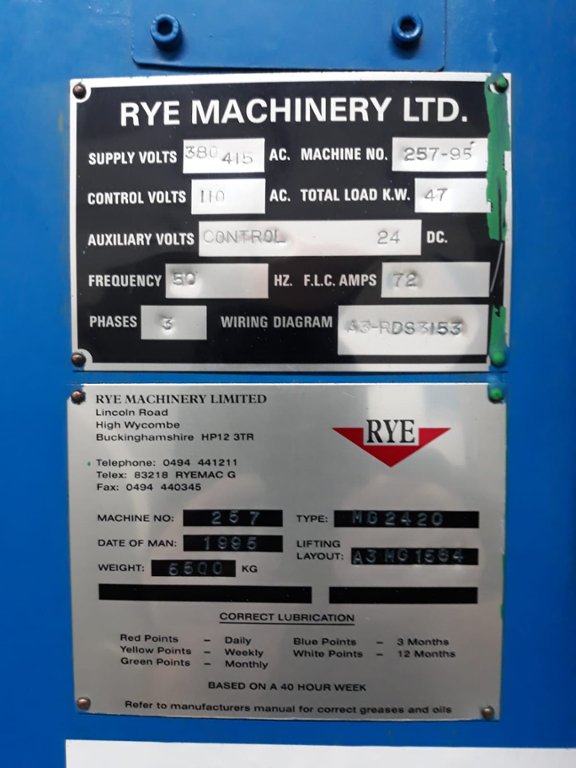 RYE MACHINERY LTD.
SUPPLY VOLTS 380 415 AC. MACHINE NO. 257-95
CONTROL VOLTS 110 AC. TOTAL LOAD K.W. 47
AUXILIARY VOLTS CONTROL 24 DC.
FREQUENCY 50 HZ. F.L.C. AMPS 72
PHASES 3 WIRING DIAGRAM A3-RDS3153
RYE MACHINERY LIMITED
Lincoln Road
High Wycombe
Buckinghamshire HP12 3TR
RYE
Telephone: 0494 441211
Telex: 83218 RYEMAC G
Fax: 0494 440345
MACHINE NO: 257 TYPE: MG2420
DATE OF MAN: 1995 LIFTING
LAYOUT: A3 MG1564
WEIGHT: 5500 KG
CORRECT LUBRICATION
Red Points – Daily Blue Points – 3 Months
Yellow Points – Weekly White Points – 12 Months
Green Points – Monthly
BASED ON A 40 HOUR WEEK
Refer to manufacturers manual for correct greases and oils